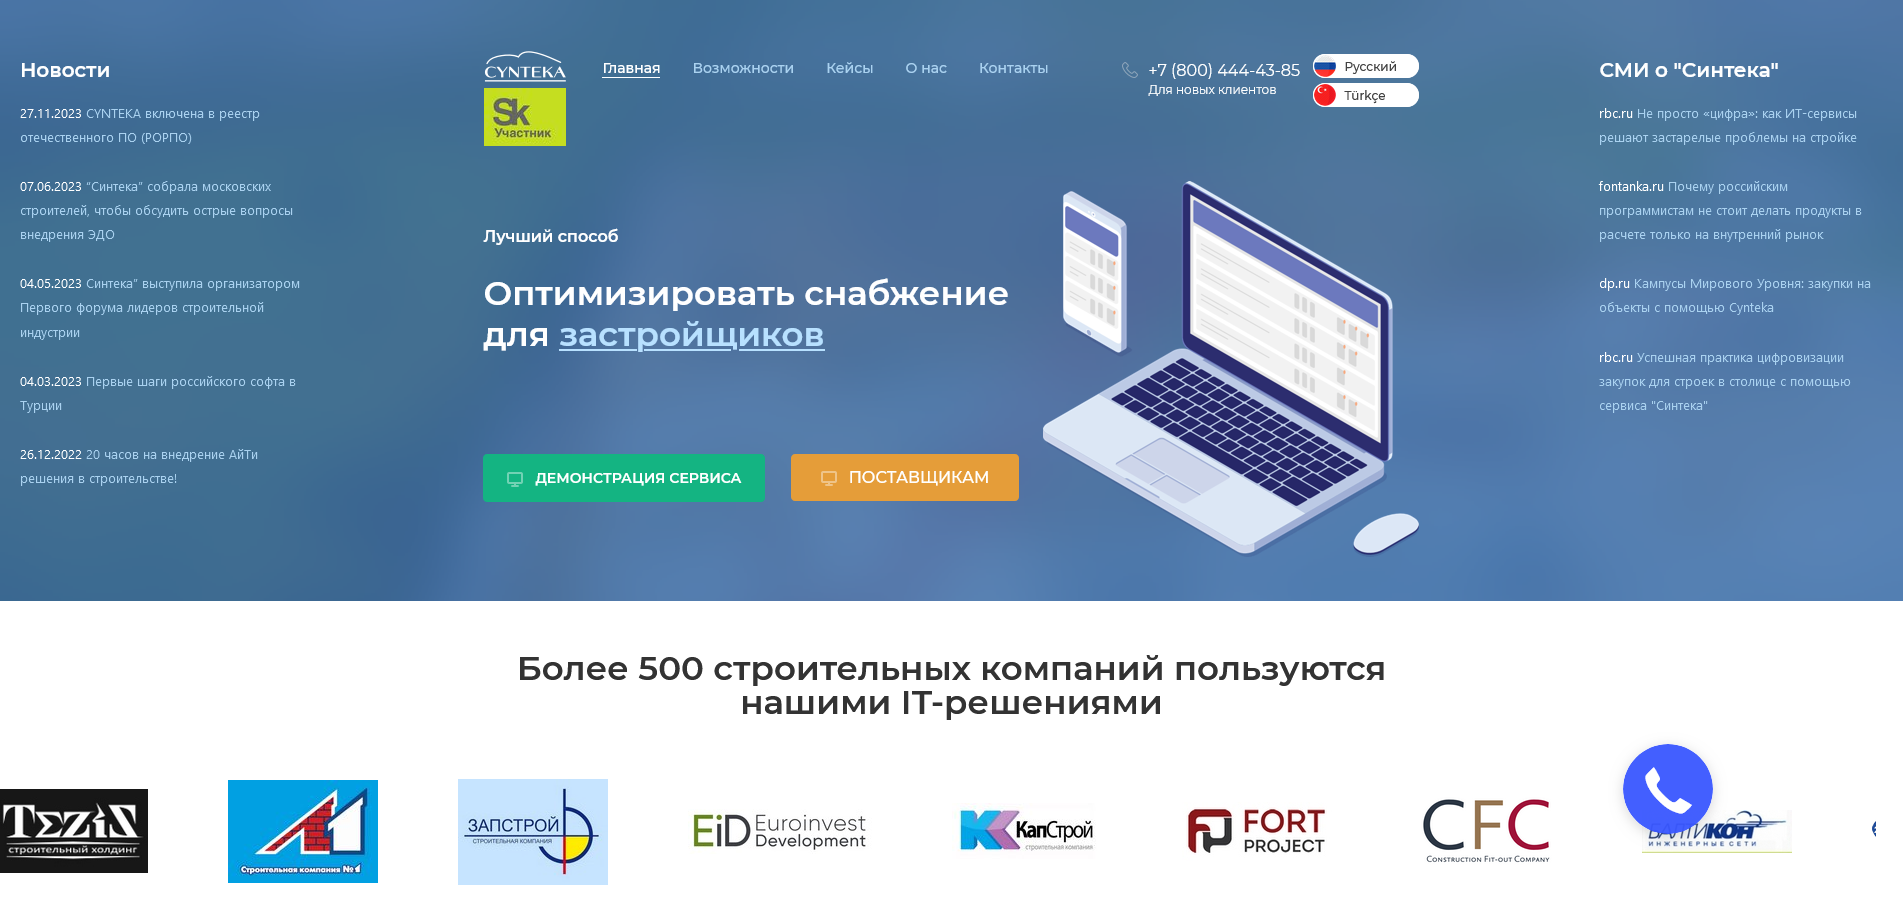 Новости
27.11.2023 CYNTEKA включена в реестр
отечественного ПО (РОРПО)
07.06.2023 "Синтека" собрала московских
строителей, чтобы обсудить острые вопросы
внедрения ЭДО
04.05.2023 Синтека" выступила организатором
Первого форума лидеров строительной
индустрии
04.03.2023 Первые шаги российского софта в
Турции
26.12.2022 20 часов на внедрение АйТи
решения в строительстве!
CYNTEKA
Sk
Участник
Главная
Возможности
Кейсы
О нас
Контакты
+7 (800) 444-43-85
Для новых клиентов
Русский
Türkçe
Лучший способ
Оптимизировать снабжение
для застройщиков
ДЕМОНСТРАЦИЯ СЕРВИСА
ПОСТАВЩИКАМ
СМИ о "Синтека"
rbc.ru Не просто «цифра»: как ИТ-сервисы
решают застарелые проблемы на стройке
fontanka.ru Почему российским
программистам не стоит делать продукты в
расчете только на внутренний рынок
dp.ru Кампусы Мирового Уровня: закупки на
объекты с помощью Cynteka
rbc.ru Успешная практика цифровизации
закупок для строек в столице с помощью
сервиса "Синтека"
Более 500 строительных компаний пользуются
нашими IT-решениями
TEZIS
строительный холдинг
А1
Строительная компания №1
ЗАПСТРОЙ
СТРОИТЕЛЬНАЯ КОМПАНИЯ
EiD Euroinvest
Development
КапСтрой
строительная компания
FORT
PROJECT
CFC
CONSTRUCTION FIT-OUT COMPANY
БАЛТИКОН
ИНЖЕНЕРНЫЕ СЕТИ